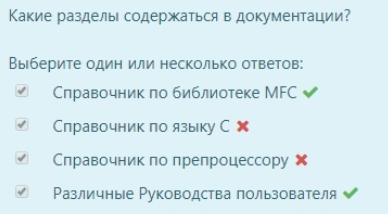 Какие разделы содержаться в документации?
Выберите один или несколько ответов:
Справочник по библиотеке MFC
Справочник по языку С
Справочник по препроцессору
Различные Руководства пользователя